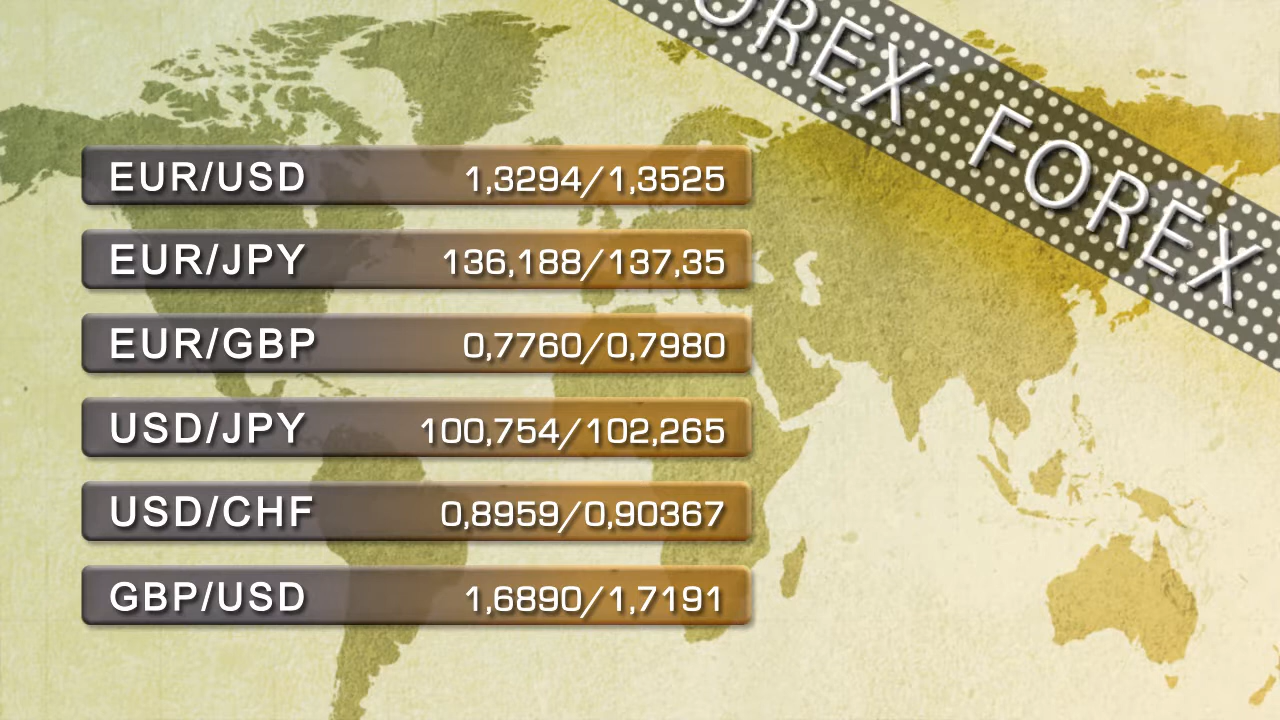 FOREX FOREX
EUR/USD 1,3294/1,3525
EUR/JPY 136,188/137,35
EUR/GBP 0,7760/0,7980
USD/JPY 100,754/102,265
USD/CHF 0,8959/0,90367
GBP/USD 1,6890/1,7191